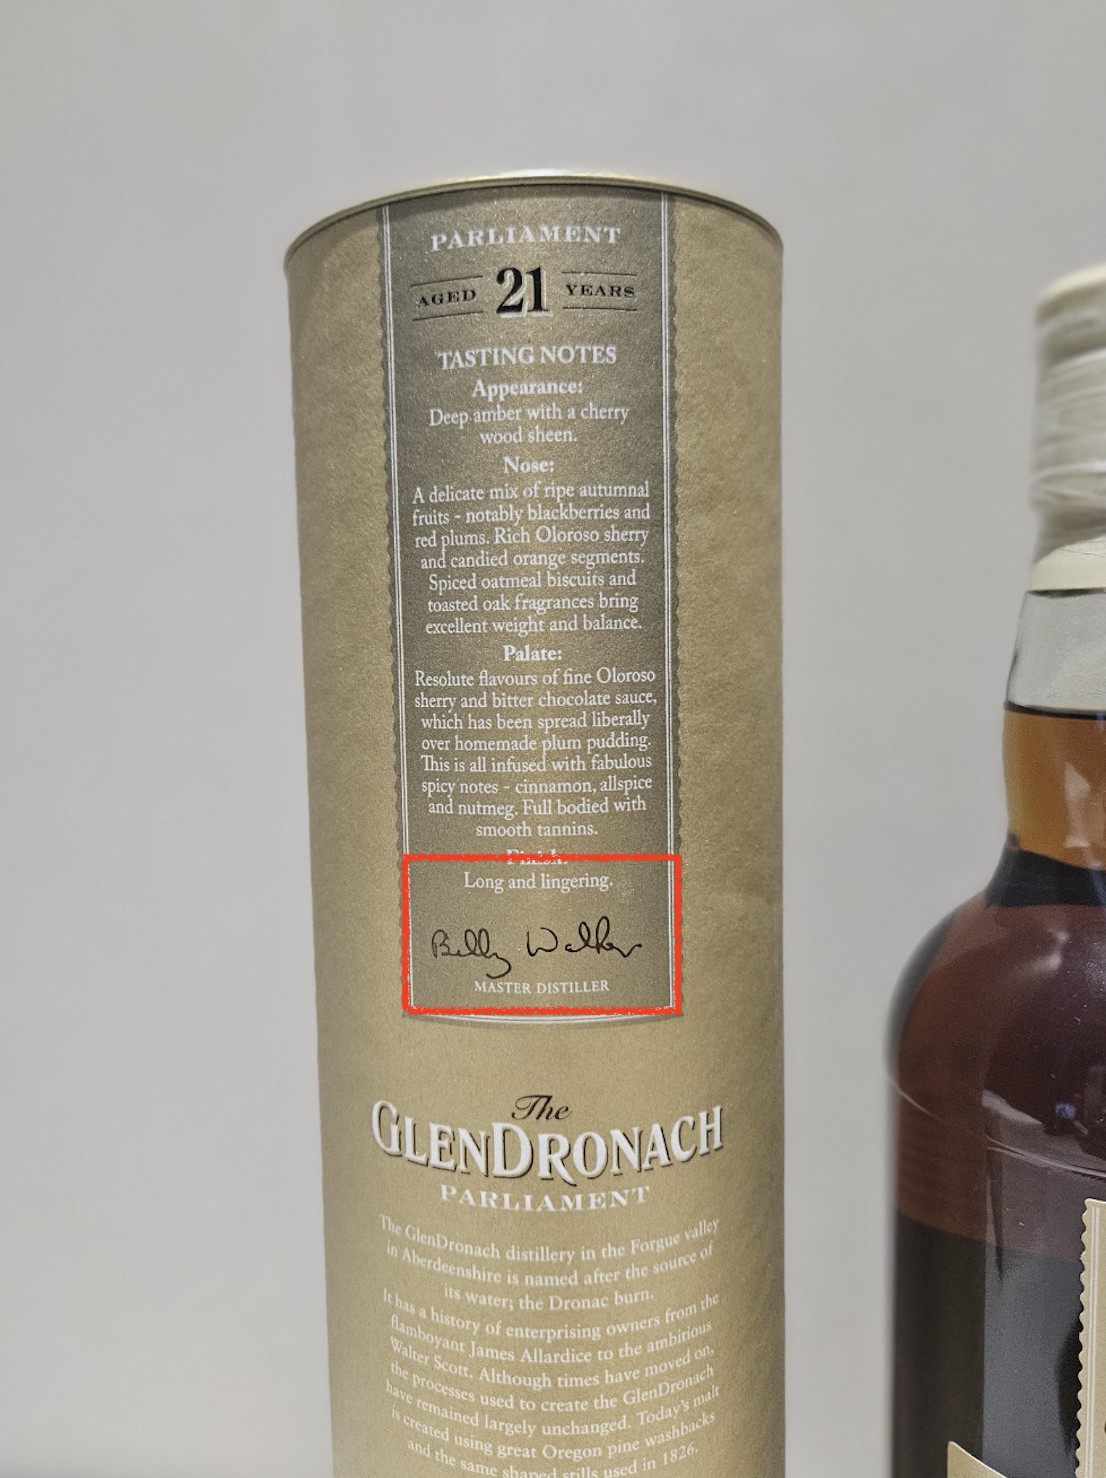 PARLIAMENT
AGED 21 YEARS
TASTING NOTES
Appearance:
Deep amber with a cherry
wood sheen.
Nose:
A delicate mix of ripe autumnal
fruits - notably blackberries and
red plums. Rich Oloroso sherry
and candied orange segments.
Spiced oatmeal biscuits and
toasted oak fragrances bring
excellent weight and balance.
Palate:
Resolute flavours of fine Oloroso
sherry and bitter chocolate sauce,
which has been spread liberally
over homemade plum pudding.
This is all infused with fabulous
spicy notes - cinnamon, allspice
and nutmeg. Full bodied with
smooth tannins.
Finish:
Long and lingering.
Billy Walker
MASTER DISTILLER
The
GLENDRONACH
PARLIAMENT
The GlenDronach distillery in the Forgue valley
in Aberdeenshire is named after the source of
its water; the Dronac burn.
It has a history of enterprising owners from the
flamboyant James Allardice to the ambitious
Walter Scott. Although times have moved on,
the processes used to create the GlenDronach
have remained largely unchanged. Today's malt
is created using great Oregon pine washbacks
and the same shaped stills used in 1826.